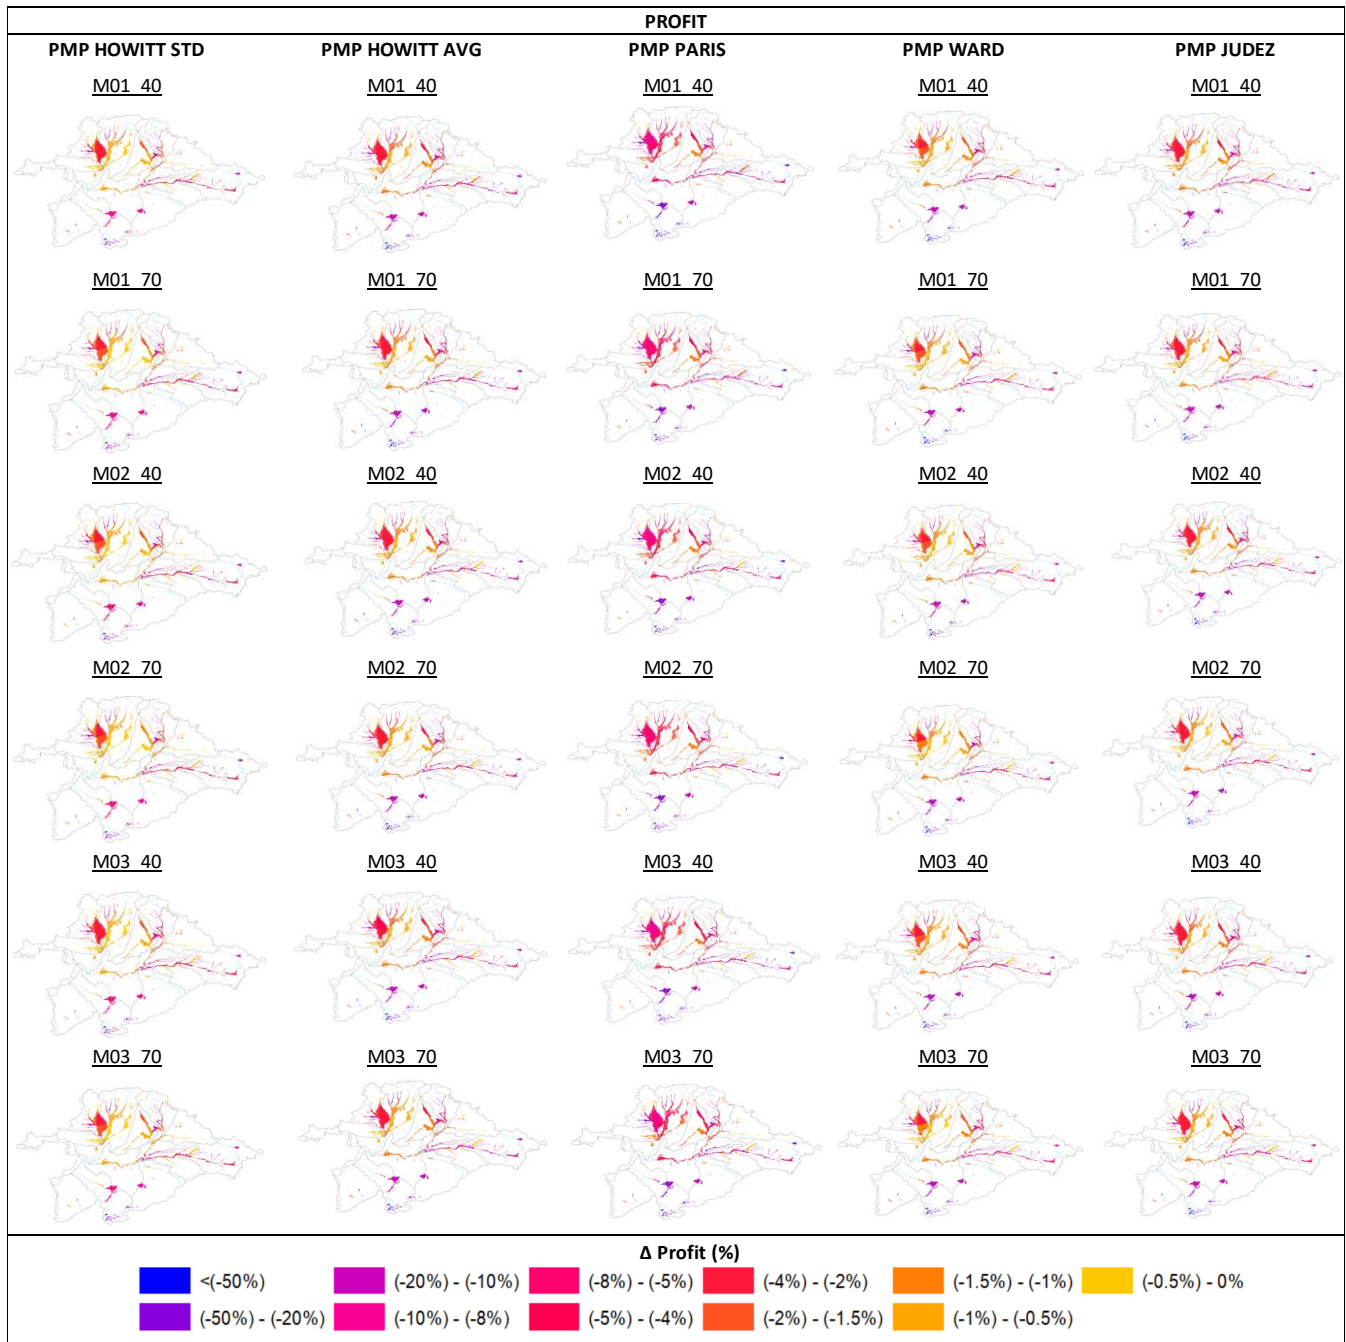 PROFIT
PMP HOWITT STD PMP HOWITT AVG PMP PARIS PMP WARD PMP JUDEZ
M01_40 M01_40 M01_40 M01_40 M01_40
M01_70 M01_70 M01_70 M01_70 M01_70
M02_40 M02_40 M02_40 M02_40 M02_40
M02_70 M02_70 M02_70 M02_70 M02_70
M03_40 M03_40 M03_40 M03_40 M03_40
M03_70 M03_70 M03_70 M03_70 M03_70
Δ Profit (%)
<(-50%) (-20%) - (-10%) (-8%) - (-5%) (-4%) - (-2%) (-1.5%) - (-1%) (-0.5%) - 0%
(-50%) - (-20%) (-10%) - (-8%) (-5%) - (-4%) (-2%) - (-1.5%) (-1%) - (-0.5%)